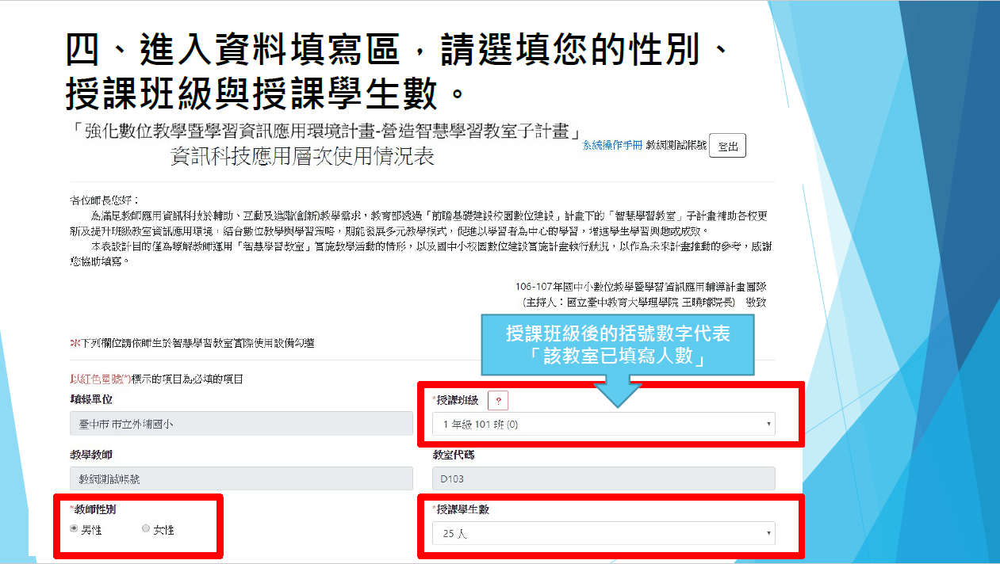 四、進入資料填寫區，請選填您的性別、
授課班級與授課學生數。
「強化數位教學暨學習資訊應用環境計畫-營造智慧學習教室子計畫」
資訊科技應用層次使用情況表
系統操作手冊 教網測試帳號 登出
各位師長您好：
為滿足教師應用資訊科技於輔助、互動及進階(創新)教學需求，教育部透過「前瞻基礎建設校園數位建設」計畫下的「智慧學習教室」子計畫補助各校更
新及提升班級教室資訊應用環境，結合數位教學與學習策略，期能發展多元教學模式，促進以學習者為中心的學習，增進學生學習興趣或成效。
本表設計目的僅為瞭解教師運用「智慧學習教室」實施教學活動的情形，以及國中小校園數位建設實施計畫執行狀況，以作為未來計畫推動的參考，感謝
您協助填寫。
106-107年國中小數位教學暨學習資訊應用輔導計畫團隊
(主持人：國立臺中教育大學理學院 王曉璿院長) 敬致
授課班級後的括號數字代表
「該教室已填寫人數」
※下列欄位請依師生於智慧學習教室實際使用設備勾選
以紅色星號(*)標示的項目為必填的項目
填報單位
*授課班級 ?
臺中市 市立外埔國小
1 年級 101 班 (0)
教學教師
教室代碼
教網測試帳號
D103
*教師性別
*授課學生數
男性 女性
25 人